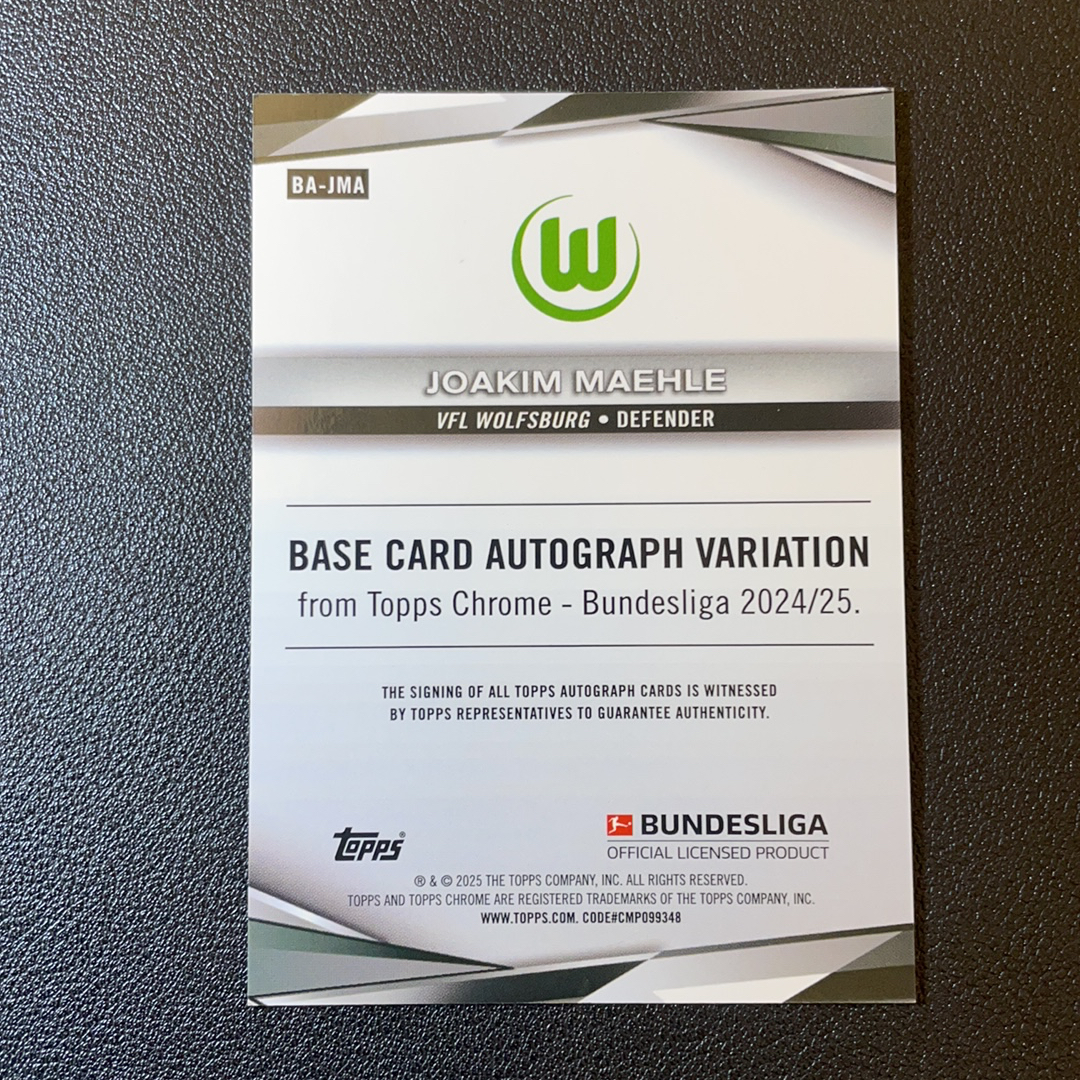 BA-JMA
W
JOAKIM MAEHLE
VFL WOLFSBURG • DEFENDER
BASE CARD AUTOGRAPH VARIATION
from Topps Chrome - Bundesliga 2024/25.
THE SIGNING OF ALL TOPPS AUTOGRAPH CARDS IS WITNESSED
BY TOPPS REPRESENTATIVES TO GUARANTEE AUTHENTICITY.
topps®
BUNDESLIGA
OFFICIAL LICENSED PRODUCT
® & © 2025 THE TOPPS COMPANY, INC. ALL RIGHTS RESERVED.
TOPPS AND TOPPS CHROME ARE REGISTERED TRADEMARKS OF THE TOPPS COMPANY, INC.
WWW.TOPPS.COM. CODE#CMP099348